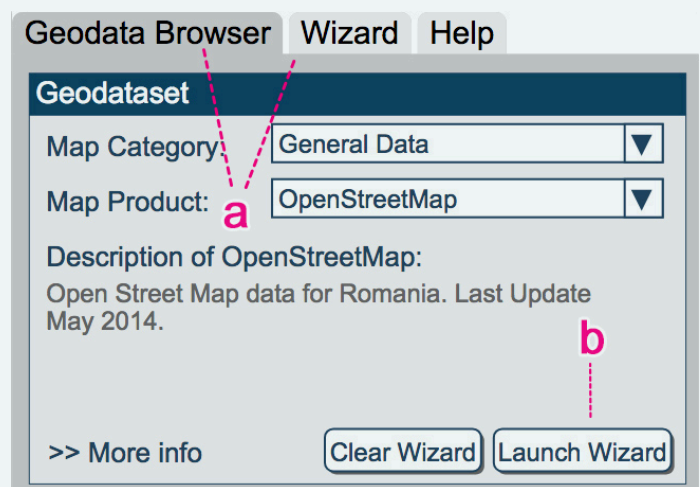 Geodata Browser Wizard Help
Geodataset
Map Category: General Data
Map Product: OpenStreetMap
a
Description of OpenStreetMap:
Open Street Map data for Romania. Last Update
May 2014.
b
>> More info Clear Wizard Launch Wizard